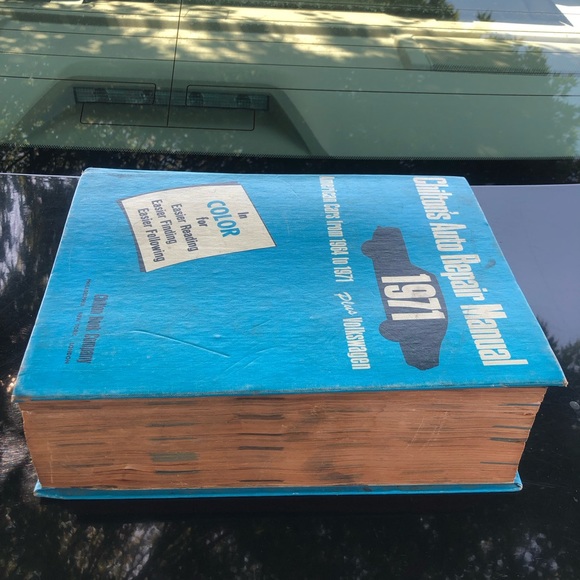 Chilton's Auto Repair Manual
1971
American Cars from 1964 to 1971 plus Volkswagen
In
COLOR
for
Easier Reading
Easier Finding
Easier Following
Chilton Book Company